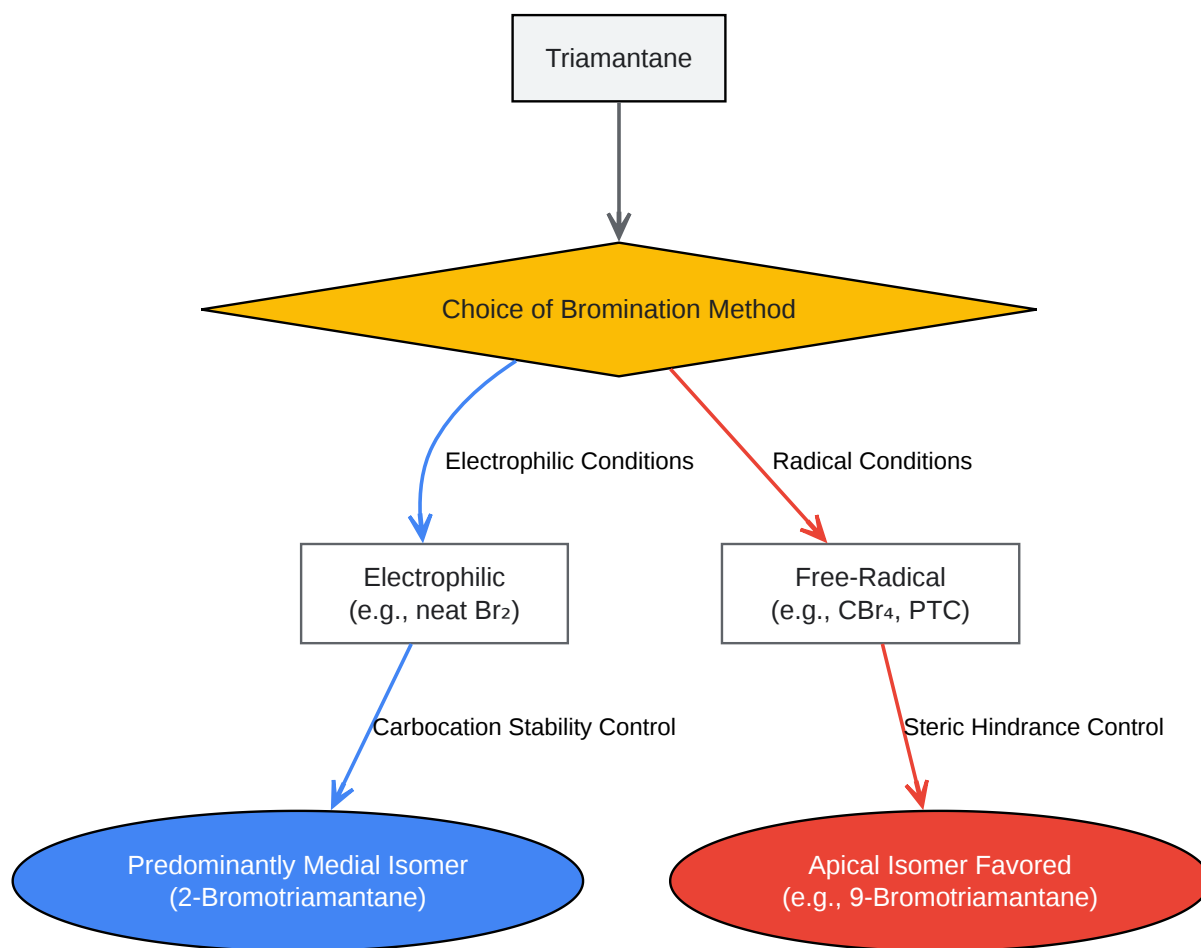 Triamantane
Choice of Bromination Method
Electrophilic Conditions
Radical Conditions
Electrophilic
(e.g., neat Br₂)
Free-Radical
(e.g., CBr₄, PTC)
Carbocation Stability Control
Steric Hindrance Control
Predominantly Medial Isomer
(2-Bromotriamantane)
Apical Isomer Favored
(e.g., 9-Bromotriamantane)